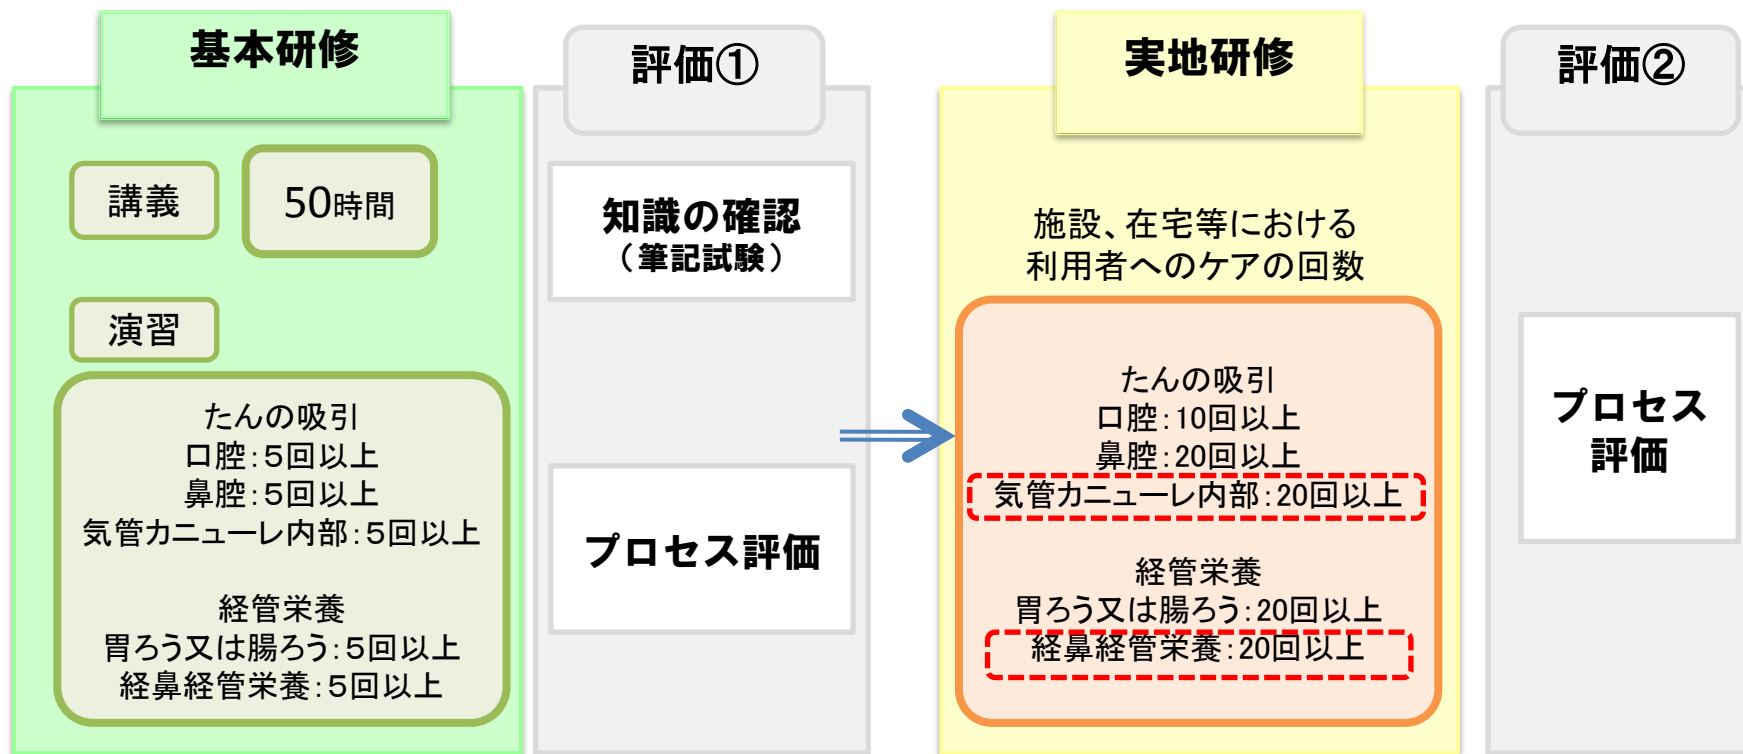 基本研修
講義
50時間
演習
たんの吸引
口腔:5回以上
鼻腔:5回以上
気管カニューレ内部:5回以上
経管栄養
胃ろう又は腸ろう:5回以上
経鼻経管栄養:5回以上
評価①
知識の確認
（筆記試験）
プロセス評価
実地研修
施設、在宅等における
利用者へのケアの回数
たんの吸引
口腔:10回以上
鼻腔:20回以上
気管カニューレ内部:20回以上
経管栄養
胃ろう又は腸ろう:20回以上
経鼻経管栄養:20回以上
評価②
プロセス
評価